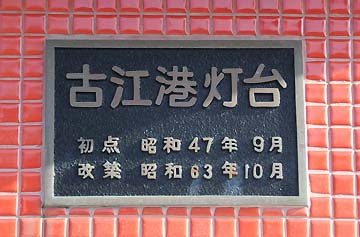 古江港灯台
初点 昭和47年 9月
改築 昭和63年10月